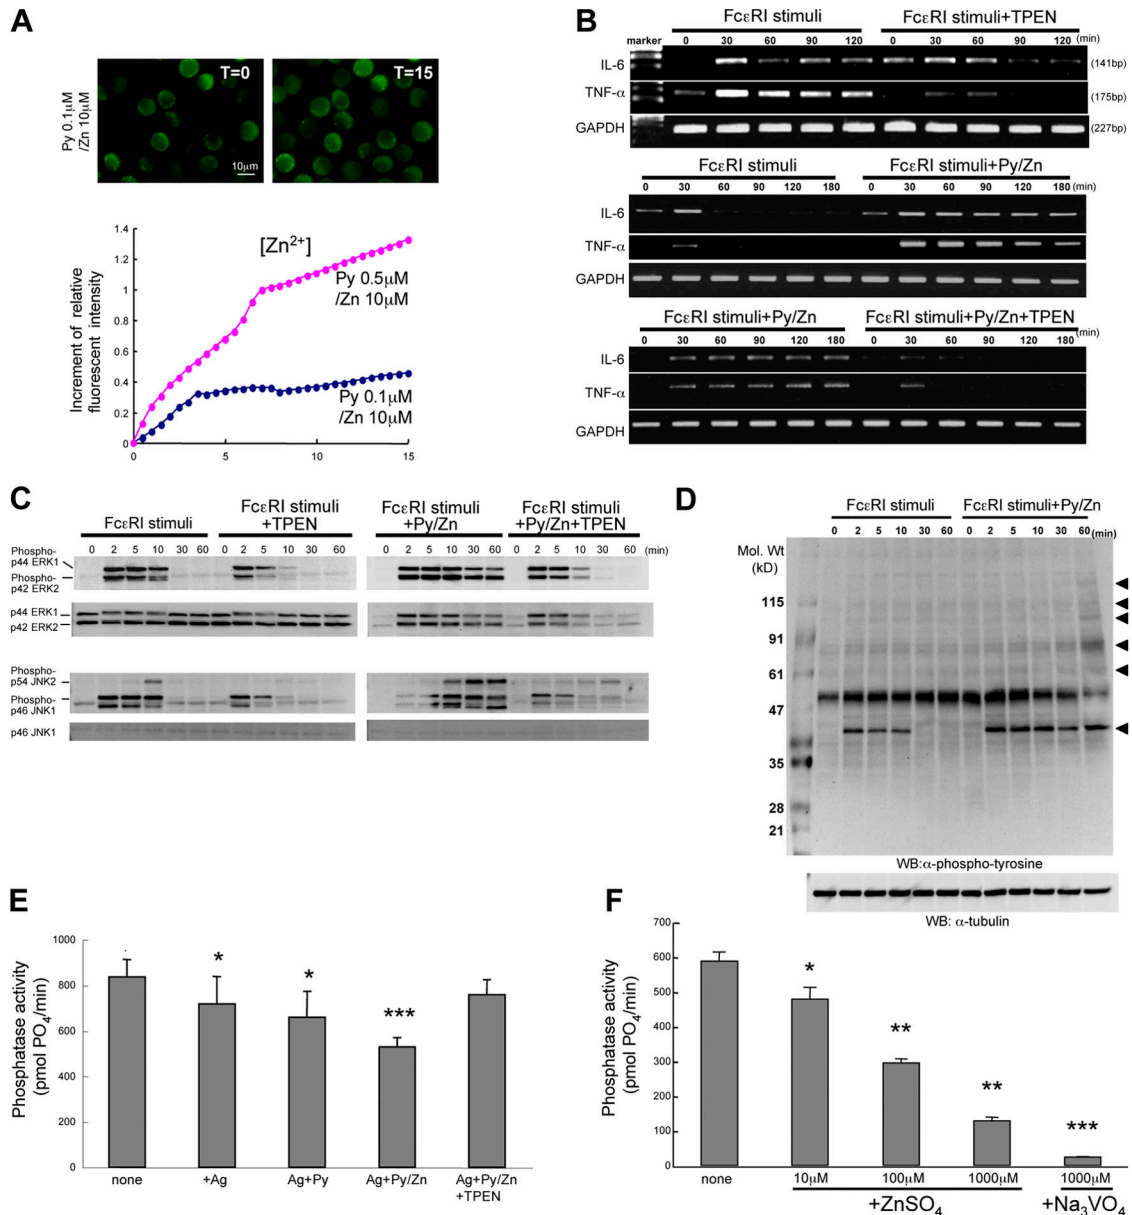 A
T=0
T=15
Py 0.1μM
/Zn 10μM
10μm
[Zn2+]
Increment of relative
fluorescent intensity
1.4
1.2
1
0.8
0.6
0.4
0.2
0
Py 0.5μM
/Zn 10μM
Py 0.1μM
/Zn 10μM
0 5 10 15
B
FcεRI stimuli FcεRI stimuli+TPEN
marker 0 30 60 90 120 0 30 60 90 120 (min)
IL-6 (141bp)
TNF-α (175bp)
GAPDH (227bp)
FcεRI stimuli FcεRI stimuli+Py/Zn
0 30 60 90 120 180 0 30 60 90 120 180 (min)
IL-6
TNF-α
GAPDH
FcεRI stimuli+Py/Zn FcεRI stimuli+Py/Zn+TPEN
0 30 60 90 120 180 0 30 60 90 120 180 (min)
IL-6
TNF-α
GAPDH
C
FcεRI stimuli
FcεRI stimuli
+TPEN
FcεRI stimuli
+Py/Zn
FcεRI stimuli
+Py/Zn+TPEN
0 2 5 10 30 60 0 2 5 10 30 60 (min) 0 2 5 10 30 60 0 2 5 10 30 60 (min)
Phospho-
p44 ERK1
Phospho-
p42 ERK2
p44 ERK1
p42 ERK2
Phospho-
p54 JNK2
Phospho-
p46 JNK1
p46 JNK1
D
FcεRI stimuli FcεRI stimuli+Py/Zn
0 2 5 10 30 60 0 2 5 10 30 60 (min)
Mol. Wt
(kD)
115
91
61
47
35
28
21
WB:α-phospho-tyrosine
WB: α-tubulin
E
Phosphatase activity
(pmol PO4/min)
1000
800
600
400
200
0
* * ***
none +Ag Ag+Py Ag+Py/Zn Ag+Py/Zn
+TPEN
F
Phosphatase activity
(pmol PO4/min)
700
600
500
400
300
200
100
0
* ** ** ***
none 10μM 100μM 1000μM 1000μM
+ZnSO4 +Na3VO4